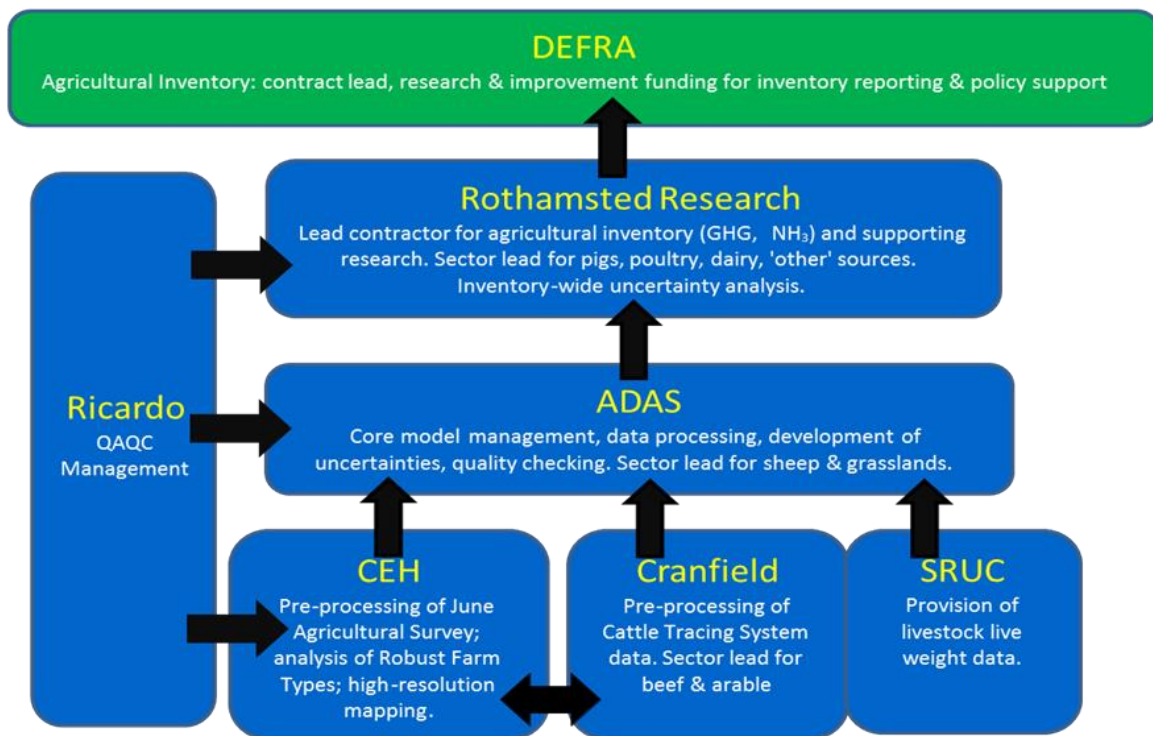 DEFRA
Agricultural Inventory: contract lead, research & improvement funding for inventory reporting & policy support
Rothamsted Research
Lead contractor for agricultural inventory (GHG, NH₃) and supporting
research. Sector lead for pigs, poultry, dairy, 'other' sources.
Inventory-wide uncertainty analysis.
Ricardo
QAQC
Management
ADAS
Core model management, data processing, development of
uncertainties, quality checking. Sector lead for sheep & grasslands.
CEH
Pre-processing of June
Agricultural Survey;
analysis of Robust Farm
Types; high-resolution
mapping.
Cranfield
Pre-processing of
Cattle Tracing System
data. Sector lead for
beef & arable
SRUC
Provision of
livestock live
weight data.